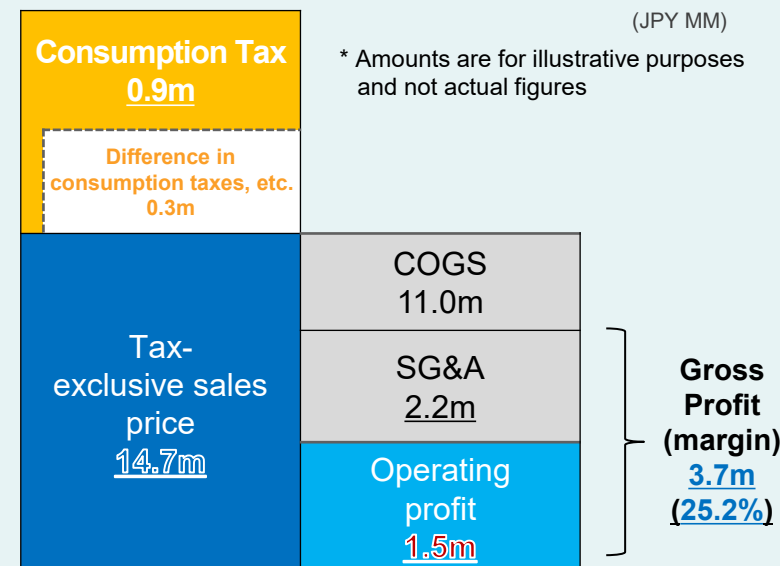 (JPY MM)
* Amounts are for illustrative purposes
and not actual figures
Consumption Tax
0.9m
Difference in
consumption taxes, etc.
0.3m
Tax-
exclusive sales
price
14.7m
COGS
11.0m
SG&A
2.2m
Operating
profit
1.5m
Gross
Profit
(margin)
3.7m
(25.2%)